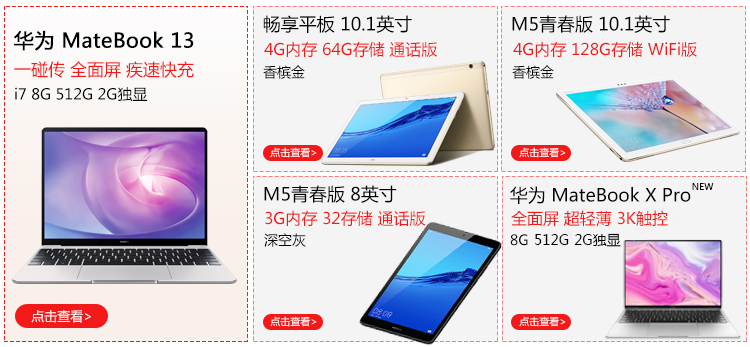 华为 MateBook 13
一碰传 全面屏 疾速快充
i7 8G 512G 2G独显
点击查看>
畅享平板 10.1英寸
4G内存 64G存储 通话版
香槟金
点击查看>
M5青春版 10.1英寸
4G内存 128G存储 WiFi版
香槟金
点击查看>
M5青春版 8英寸
3G内存 32存储 通话版
深空灰
08:09
点击查看>
华为 MateBook X Pro NEW
全面屏 超轻薄 3K触控
8G 512G 2G独显
点击查看>